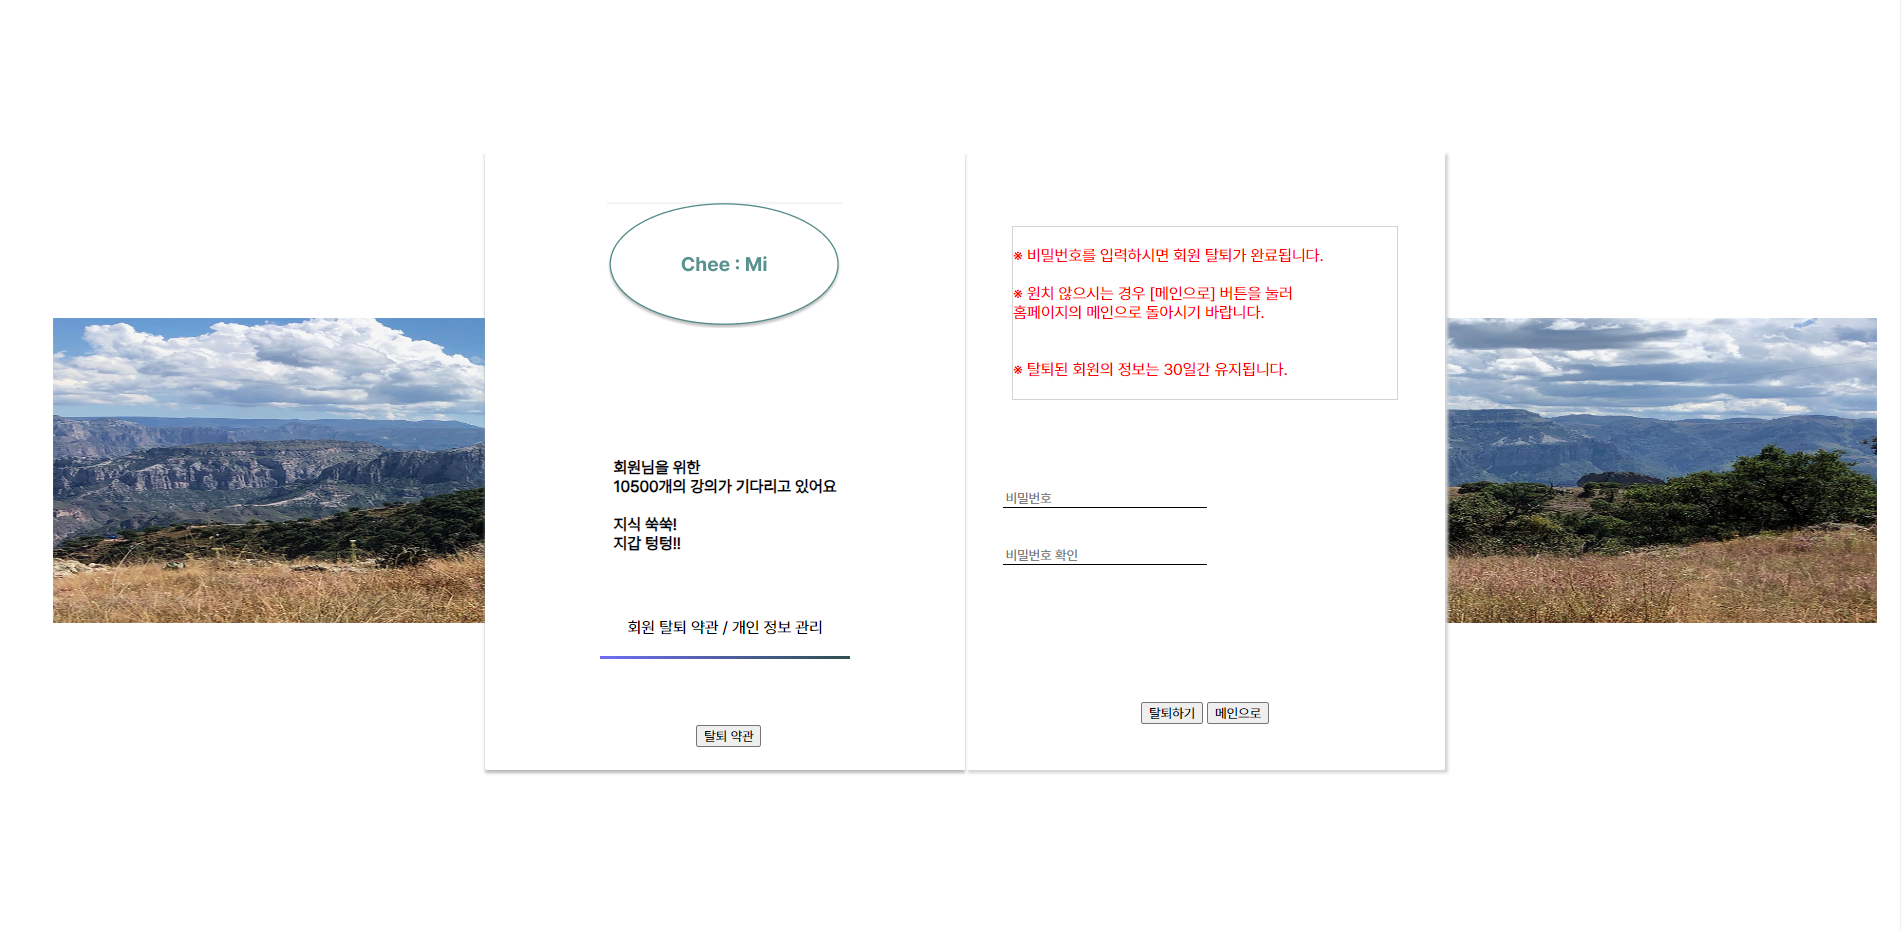 Chee : Mi
회원님을 위한
10500개의 강의가 기다리고 있어요
지식 쑥쑥!
지갑 텅텅!!
회원 탈퇴 약관 / 개인 정보 관리
탈퇴 약관
※ 비밀번호를 입력하시면 회원 탈퇴가 완료됩니다.
※ 원치 않으시는 경우 [메인으로] 버튼을 눌러
홈페이지의 메인으로 돌아시기 바랍니다.
※ 탈퇴된 회원의 정보는 30일간 유지됩니다.
비밀번호
비밀번호 확인
탈퇴하기 메인으로